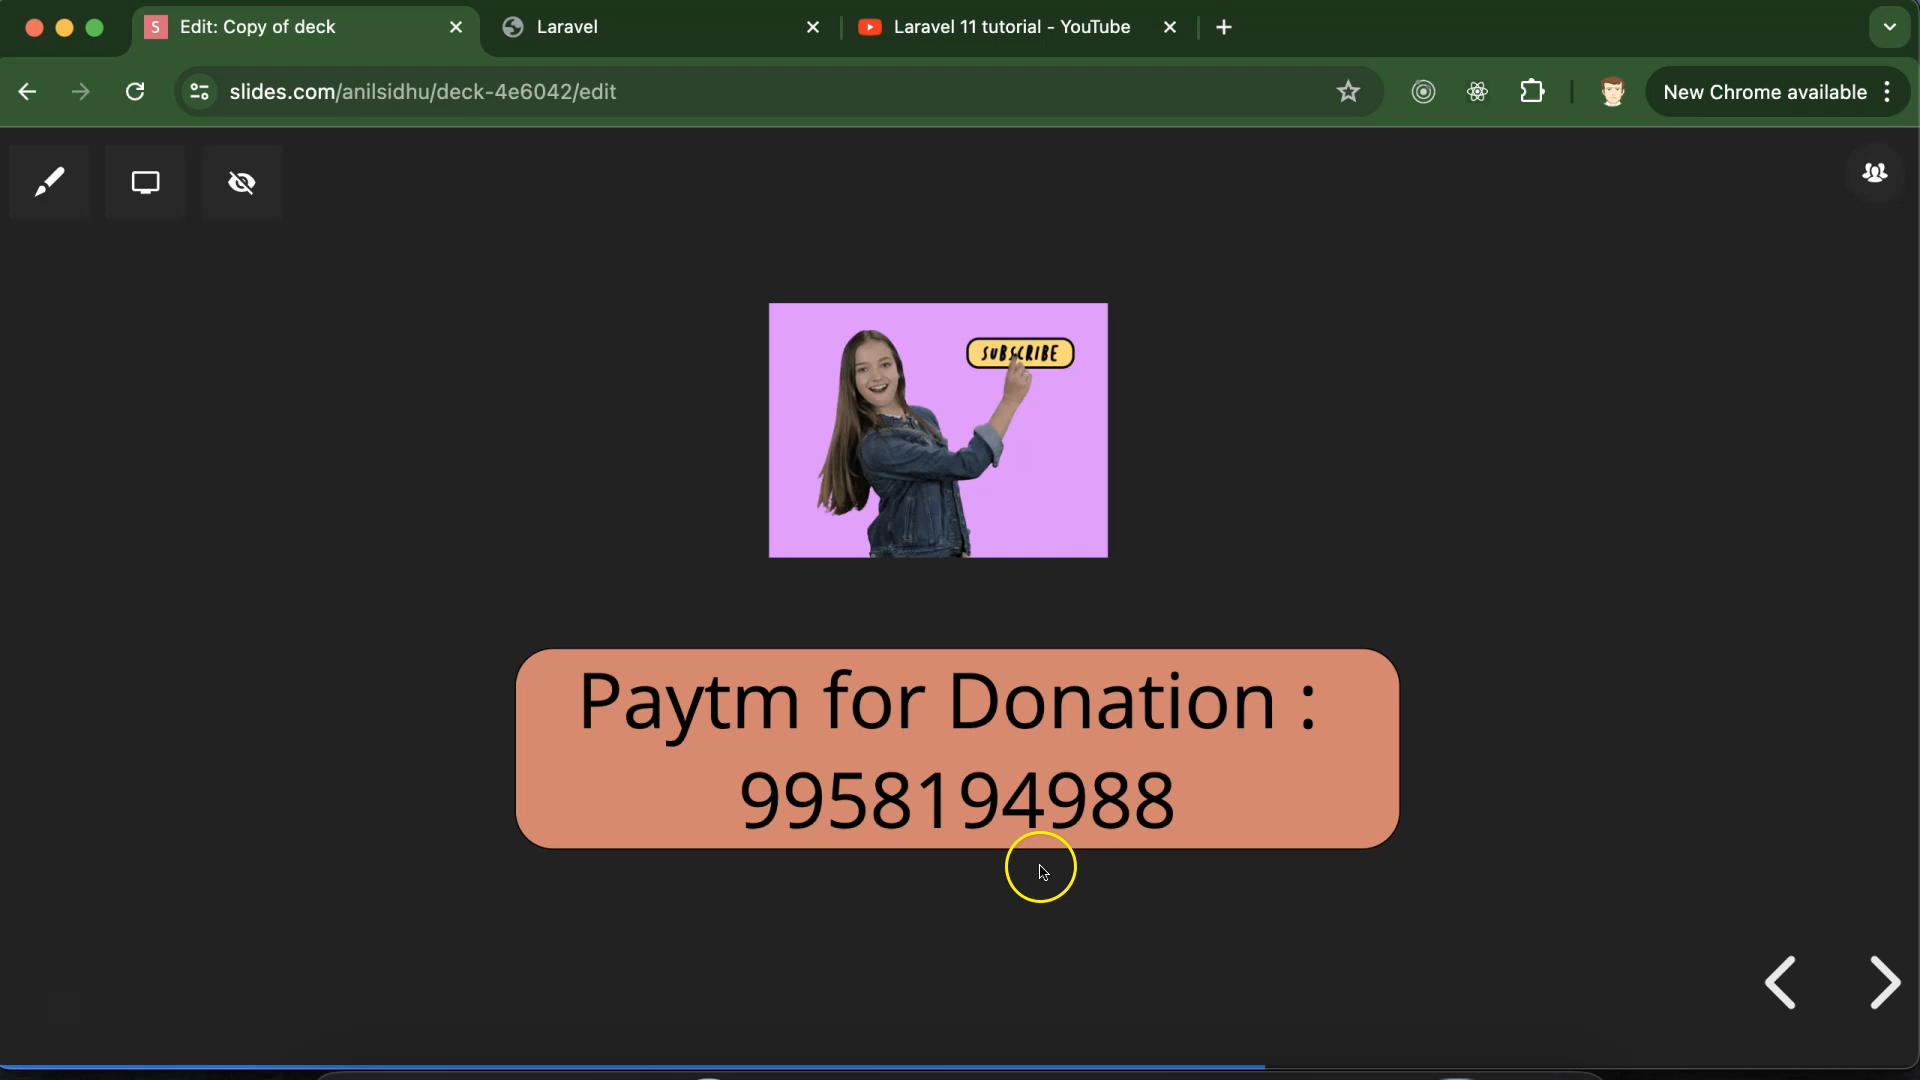 S Edit: Copy of deck
Laravel
Laravel 11 tutorial - YouTube
slides.com/anilsidhu/deck-4e6042/edit
New Chrome available
SUBSCRIBE
Paytm for Donation :
9958194988